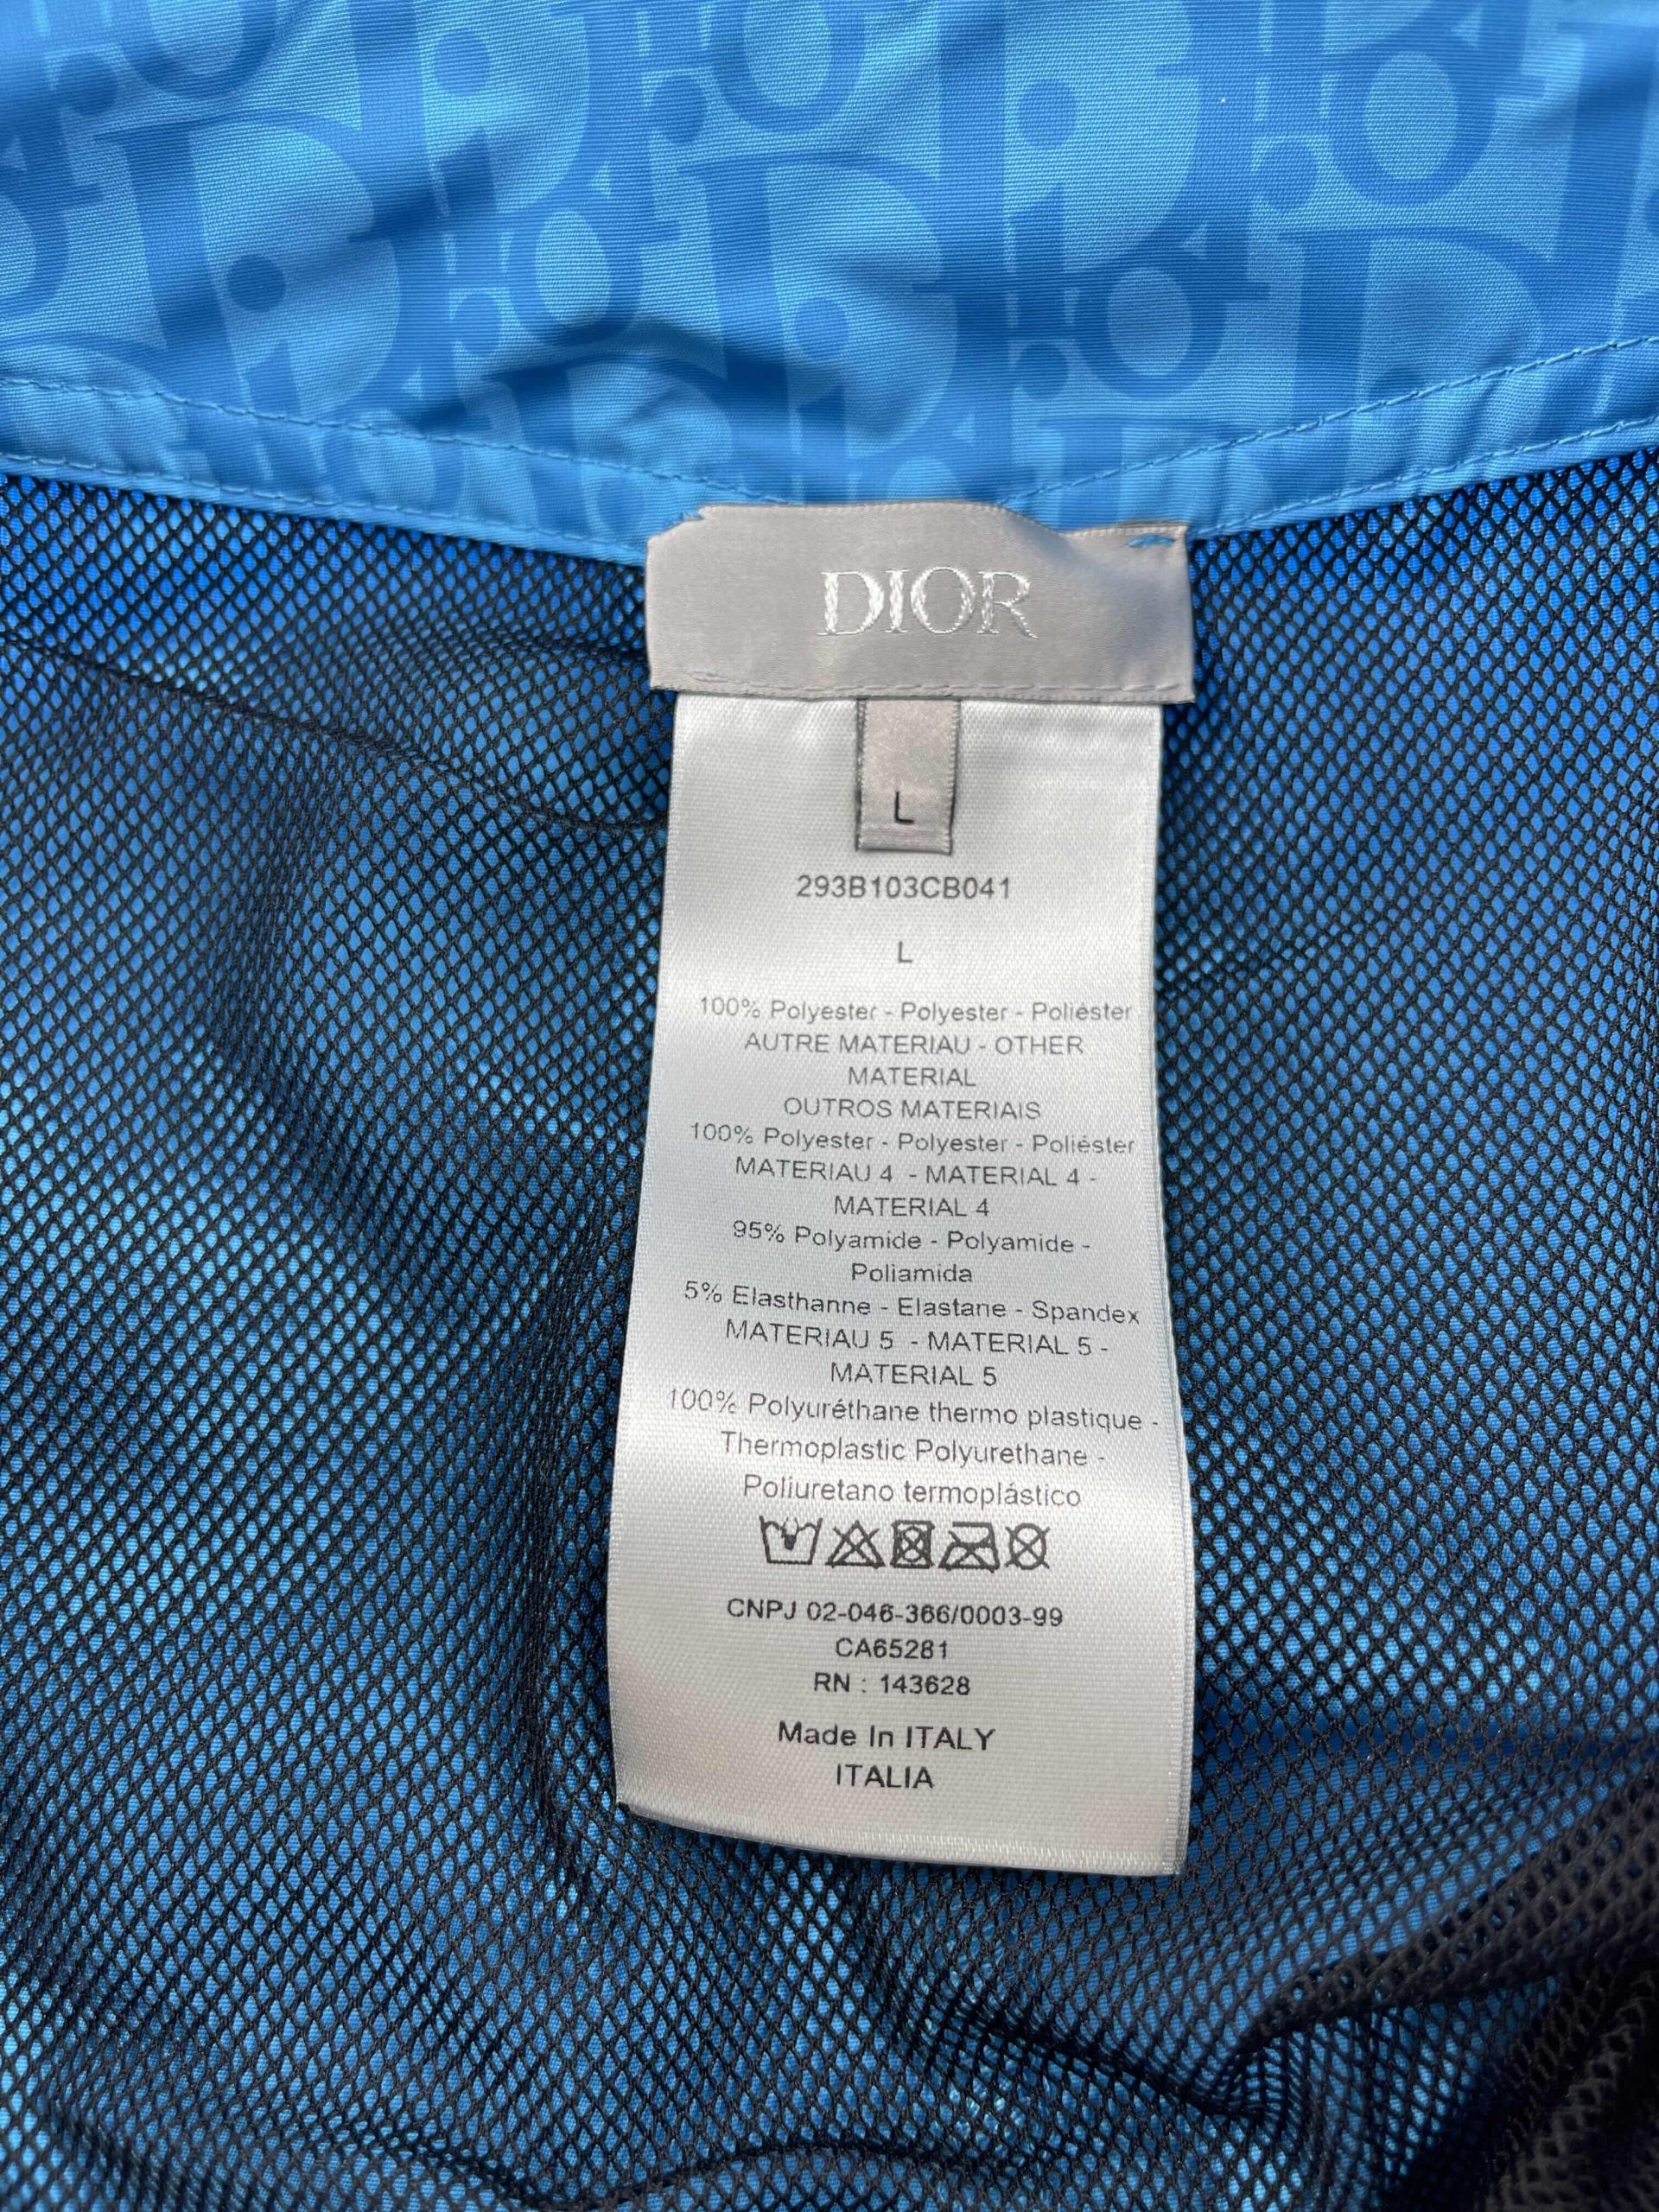 DIOR
L
293B103CB041
L
100% Polyester - Polyester - Poliéster
AUTRE MATERIAU - OTHER
MATERIAL
OUTROS MATERIAIS
100% Polyester - Polyester - Poliéster
MATERIAU 4 - MATERIAL 4 -
MATERIAL 4
95% Polyamide - Polyamide -
Poliamida
5% Elasthanne - Elastane - Spandex
MATERIAU 5 - MATERIAL 5 -
MATERIAL 5
100% Polyuréthane thermo plastique -
Thermoplastic Polyurethane -
Poliuretano termoplástico
CNPJ 02-046-366/0003-99
CA65281
RN : 143628
Made In ITALY
ITALIA